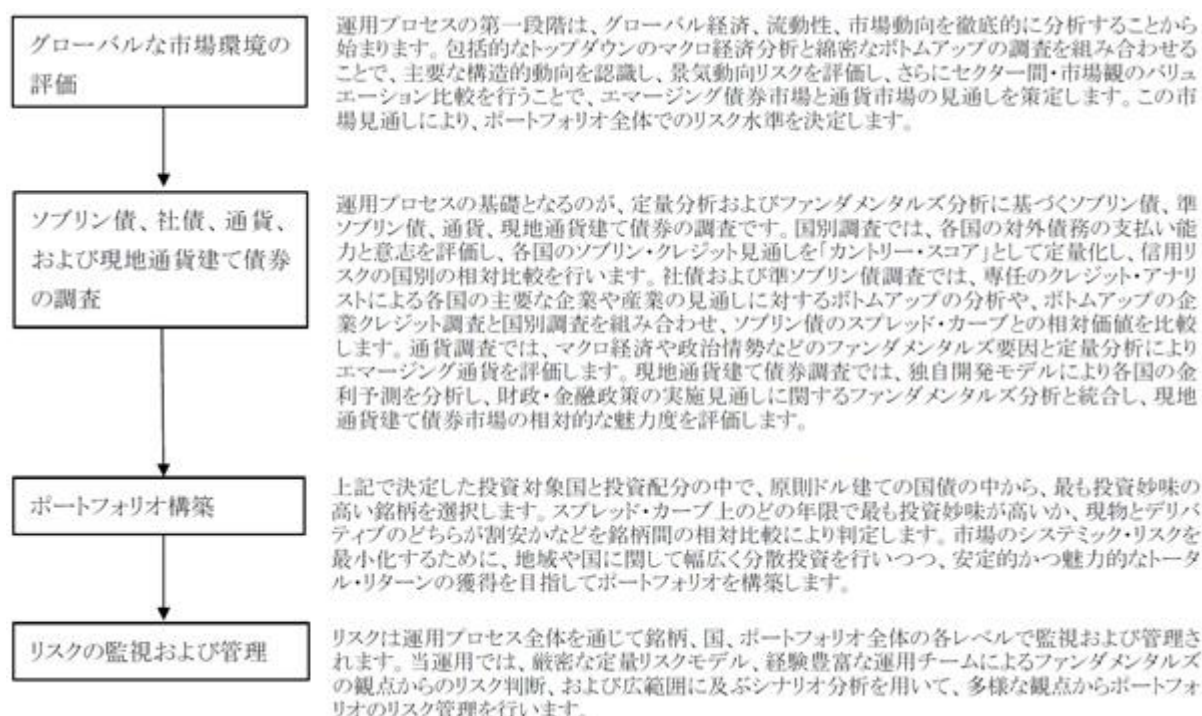 グローバルな市場環境の
評価
運用プロセスの第一段階は、グローバル経済、流動性、市場動向を徹底的に分析することから
始まります。包括的なトップダウンのマクロ経済分析と綿密なボトムアップの調査を組み合わせる
ことで、主要な構造的動向を認識し、景気動向リスクを評価し、さらにセクター間・市場観のバリュ
エーション比較を行うことで、エマージング債券市場と通貨市場の見通しを策定します。この市
場見通しにより、ポートフォリオ全体でのリスク水準を決定します。
ソブリン債、社債、通貨、
および現地通貨建て債券
の調査
運用プロセスの基礎となるのが、定量分析およびファンダメンタルズ分析に基づくソブリン債、準
ソブリン債、通貨、現地通貨建て債券の調査です。国別調査では、各国の対外債務の支払い能
力と意志を評価し、各国のソブリン・クレジット見通しを「カントリー・スコア」として定量化し、信用リ
スクの国別の相対比較を行います。社債および準ソブリン債調査では、専任のクレジット・アナリ
ストによる各国の主要な企業や産業の見通しに対するボトムアップの分析や、ボトムアップの企
業クレジット調査と国別調査を組み合わせ、ソブリン債のスプレッド・カーブとの相対価値を比較
します。通貨調査では、マクロ経済や政治情勢などのファンダメンタルズ要因と定量分析により
エマージング通貨を評価します。現地通貨建て債券調査では、独自開発モデルにより各国の金
利予測を分析し、財政・金融政策の実施見通しに関するファンダメンタルズ分析と統合し、現地
通貨建て債券市場の相対的な魅力度を評価します。
ポートフォリオ構築
上記で決定した投資対象国と投資配分の中で、原則ドル建ての国債の中から、最も投資妙味の
高い銘柄を選択します。スプレッド・カーブ上のどの年限で最も投資妙味が高いか、現物とデリバ
ティブのどちらが割安かなどを銘柄間の相対比較により判定します。市場のシステミック・リスクを
最小化するために、地域や国に関して幅広く分散投資を行いつつ、安定的かつ魅力的なトータ
ル・リターンの獲得を目指してポートフォリオを構築します。
リスクの監視および管理
リスクは運用プロセス全体を通じて銘柄、国、ポートフォリオ全体の各レベルで監視および管理さ
れます。当運用では、厳密な定量リスクモデル、経験豊富な運用チームによるファンダメンタルズ
の観点からのリスク判断、および広範囲に及ぶシナリオ分析を用いて、多様な観点からポートフォ
リオのリスク管理を行います。